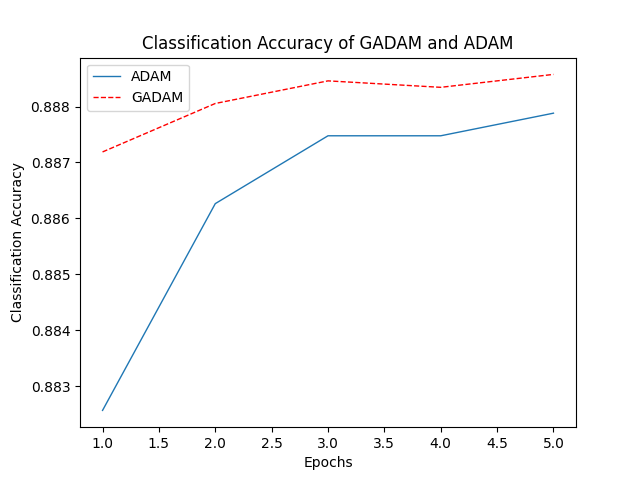 Classification Accuracy of GADAM and ADAM
ADAM
GADAM
Classification Accuracy
0.888
0.887
0.886
0.885
0.884
0.883
1.0 1.5 2.0 2.5 3.0 3.5 4.0 4.5 5.0
Epochs